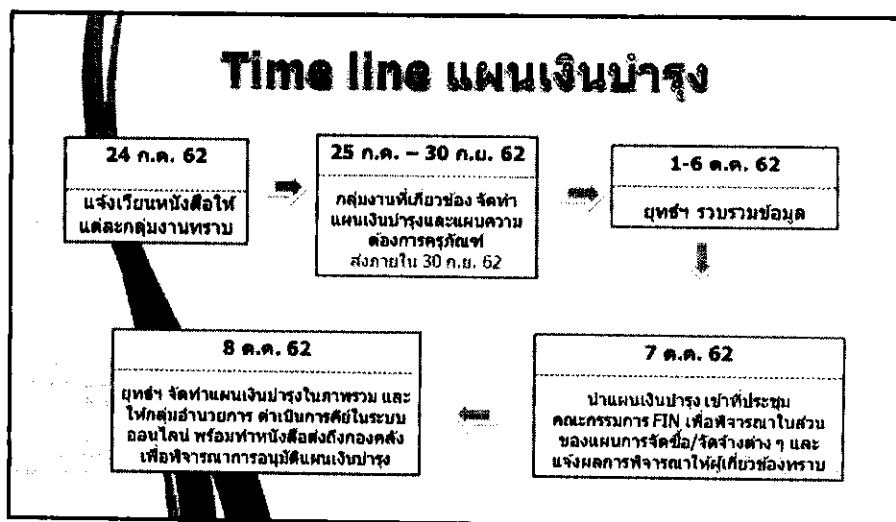 Time line แผนเงินบำรุง
24 ก.ค. 62
แจ้งเวียนหนังสือให้
แต่ละกลุ่มงานทราบ
25 ก.ค. – 30 ก.ย. 62
กลุ่มงานที่เกี่ยวข้อง จัดทำ
แผนเงินบำรุงและแผนความ
ต้องการครุภัณฑ์
ส่งภายใน 30 ก.ย. 62
1-6 ต.ค. 62
ยุทธ์ฯ รวบรวมข้อมูล
7 ต.ค. 62
นำแผนเงินบำรุง เข้าที่ประชุม
คณะกรรมการ FIN เพื่อพิจารณาในส่วน
ของแผนการจัดซื้อ/จัดจ้างต่าง ๆ และ
แจ้งผลการพิจารณาให้ผู้เกี่ยวข้องทราบ
8 ต.ค. 62
ยุทธ์ฯ จัดทำแผนเงินบำรุงในภาพรวม และ
ให้กลุ่มอำนวยการ ดำเนินการคีย์ในระบบ
ออนไลน์ พร้อมทำหนังสือส่งถึงกองคลัง
เพื่อพิจารณาการอนุมัติแผนเงินบำรุง